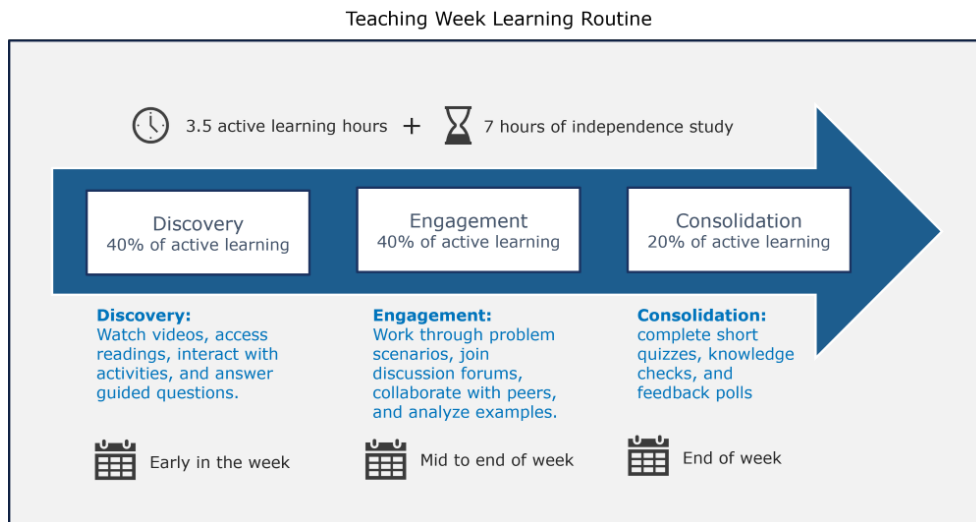 Teaching Week Learning Routine
3.5 active learning hours + 7 hours of independence study
Discovery
40% of active learning
Engagement
40% of active learning
Consolidation
20% of active learning
Discovery:
Watch videos, access
readings, interact with
activities, and answer
guided questions.
Engagement:
Work through problem
scenarios, join
discussion forums,
collaborate with peers,
and analyze examples.
Consolidation:
complete short
quizzes, knowledge
checks, and
feedback polls
Early in the week
Mid to end of week
End of week